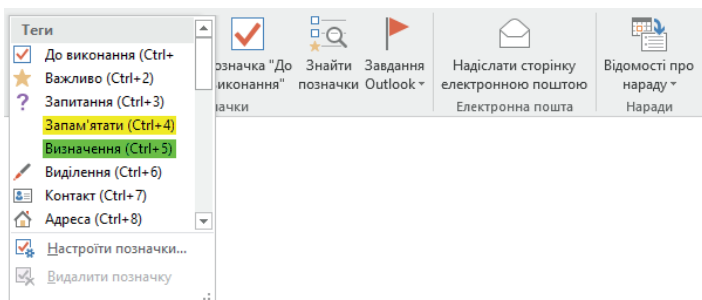 Теги
До виконання (Ctrl+
Важливо (Ctrl+2)
Запитання (Ctrl+3)
Запам'ятати (Ctrl+4)
Визначення (Ctrl+5)
Виділення (Ctrl+6)
Контакт (Ctrl+7)
Адреса (Ctrl+8)
Настроїти позначки...
Видалити позначку
означка "До
иконання"
Знайти
позначки
Завдання
Outlook
ачки
Надіслати сторінку
електронною поштою
Електронна пошта
Відомості про
нараду
Наради